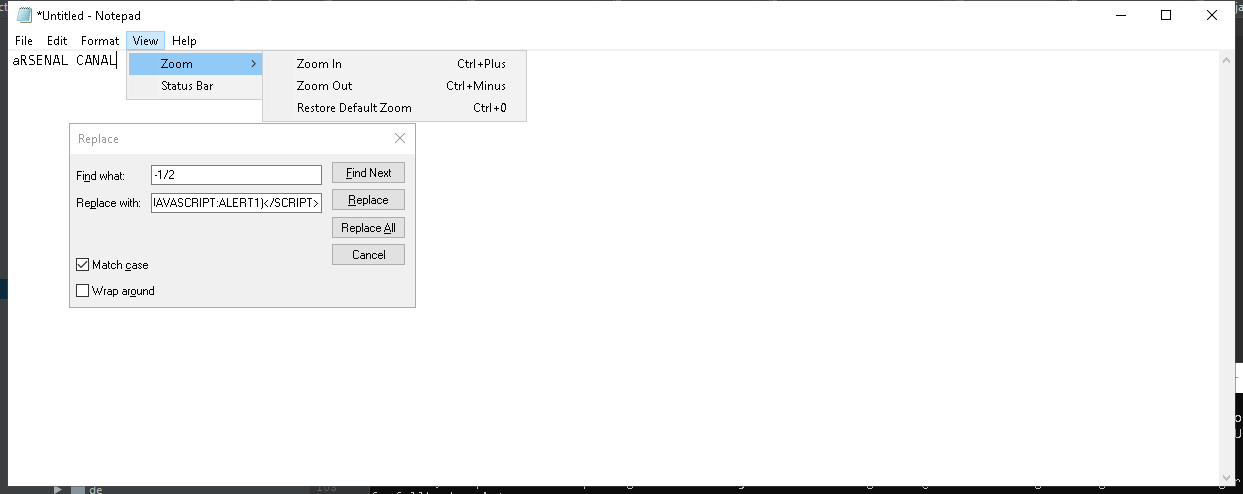 *Untitled - Notepad
File Edit Format View Help
aRSENAL CANAL
Zoom
Status Bar
Zoom In Ctrl+Plus
Zoom Out Ctrl+Minus
Restore Default Zoom Ctrl+0
Replace
Find what: -1/2
Replace with: IAVASCRIPT:ALERT1)</SCRIPT>
Find Next
Replace
Replace All
Cancel
Match case
Wrap around
de